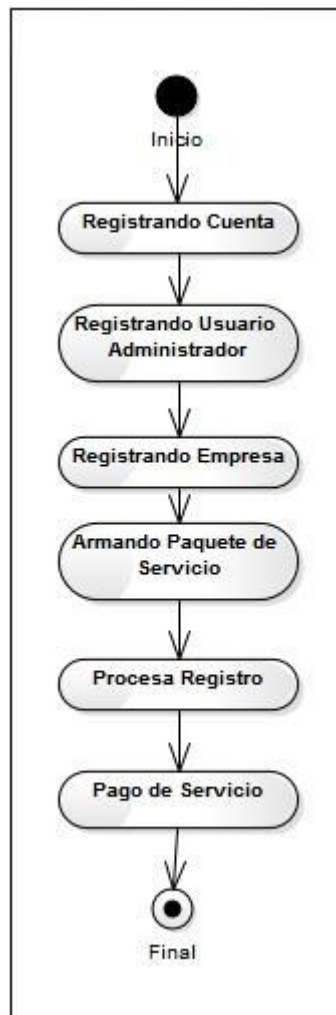 Inicio
Registrando Cuenta
Registrando Usuario
Administrador
Registrando Empresa
Armando Paquete de
Servicio
Procesa Registro
Pago de Servicio
Final